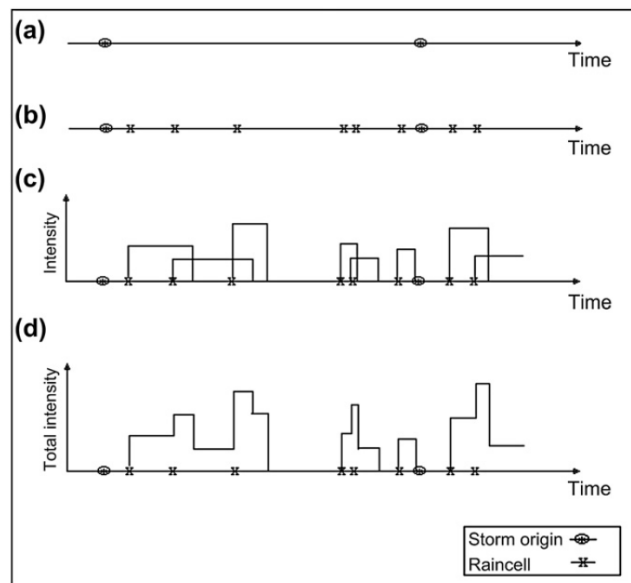 (a)
Time
(b)
Time
(c)
Intensity
Time
(d)
Total intensity
Time
Storm origin
Raincell